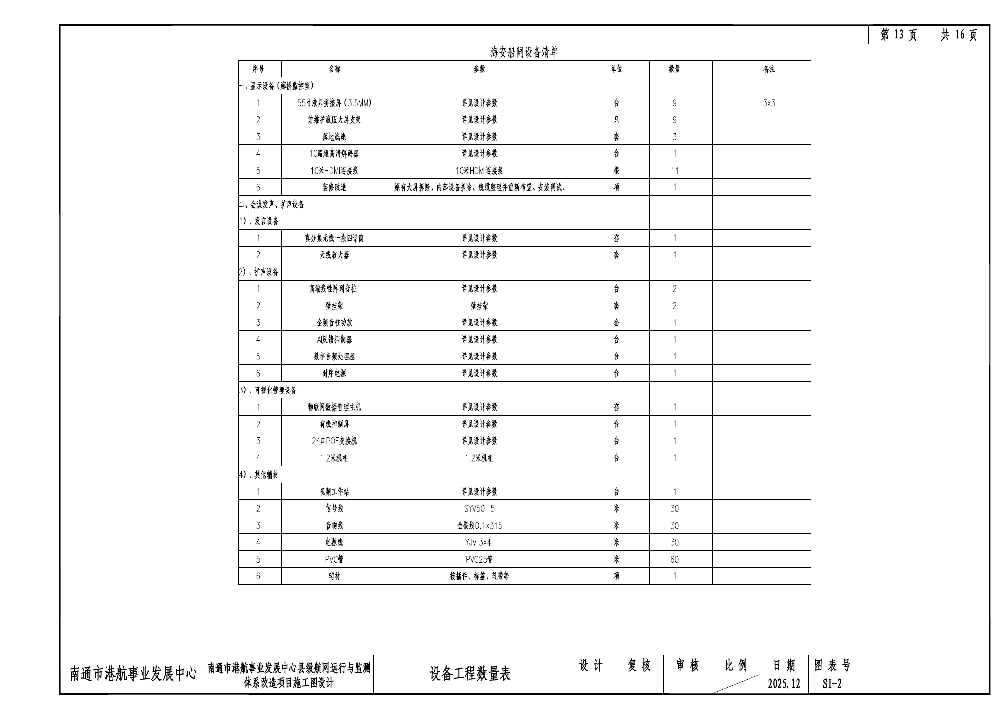 第 13 页 共 16 页
海安船闸设备清单
序号 名称 参数 单位 数量 备注
一、显示设备（廊桥监控室）
1 55寸液晶拼接屏（3.5MM） 详见设计参数 台 9 3×3
2 前维护液压大屏支架 详见设计参数 只 9
3 落地底座 详见设计参数 套 3
4 10路超高清解码器 详见设计参数 台 1
5 10米HDMI连接线 10米HDMI连接线 根 11
6 装修改造 原有大屏拆除，内部设备拆除、线缆整理并重新布置、安装调试。 项 1
二、会议发声、扩声设备
1）、发言设备
1 真分集无线一拖四话筒 详见设计参数 套 1
2 天线放大器 详见设计参数 套 1
2）、扩声设备
1 高端线性阵列音柱1 详见设计参数 台 2
2 壁挂架 壁挂架 套 2
3 全频音柱功放 详见设计参数 套 1
4 AI反馈抑制器 详见设计参数 台 1
5 数字音频处理器 详见设计参数 台 1
6 时序电源 详见设计参数 台 1
3）、可视化管理设备
1 物联网数据管理主机 详见设计参数 套 1
2 有线控制屏 详见设计参数 台 1
3 24口POE交换机 详见设计参数 台 1
4 1.2米机柜 1.2米机柜 台 1
4）、其他辅材
1 视频工作站 详见设计参数 台 1
2 信号线 SYV50-5 米 30
3 音响线 金银线0.1×315 米 30
4 电源线 YJV 3×4 米 30
5 PVC管 PVC25管 米 60
6 辅材 接插件、标签、轧带等 项 1
南通市港航事业发展中心
南通市港航事业发展中心县级航网运行与监测
体系改造项目施工图设计
设备工程数量表
设计 复核 审核 比例 日期 图表号
2025.12 SI-2